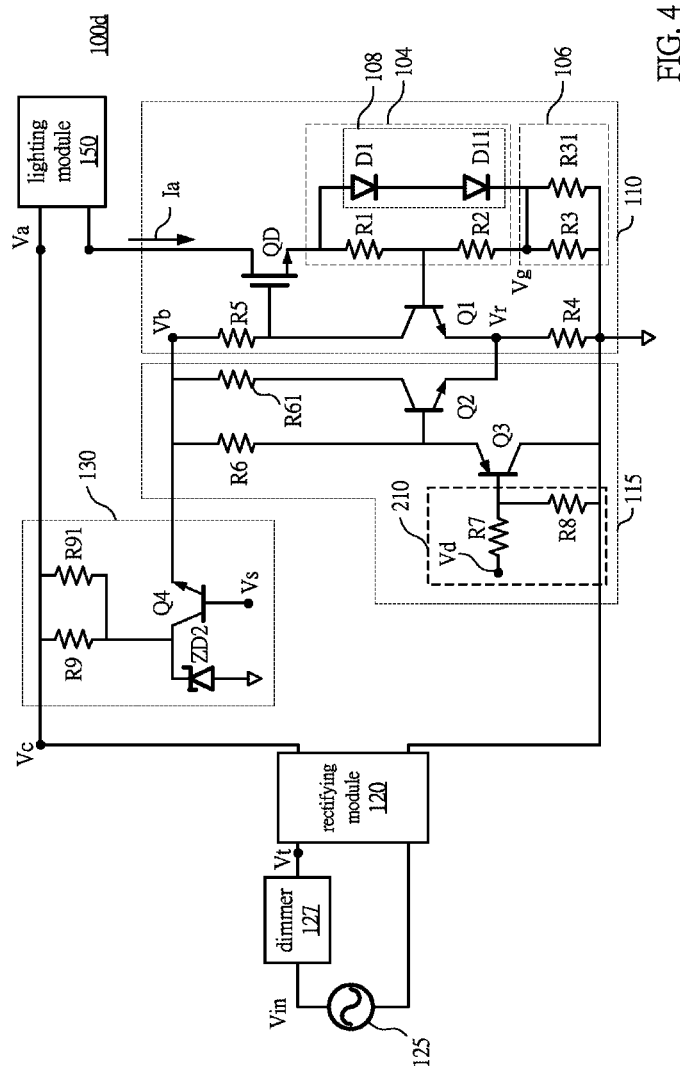 100d
lighting
module
150
Va
Ia
Vb
R5
QD
108
104
D1
D11
106
R1
R2
Vg
R3
R31
Q1
Vr
R4
110
R61
R6
Q2
Q3
210
R7
Vd
R8
115
130
R91
R9
Q4
ZD2
Vs
Vc
rectifying
module
120
Vt
dimmer
127
Vin
125
FIG. 4